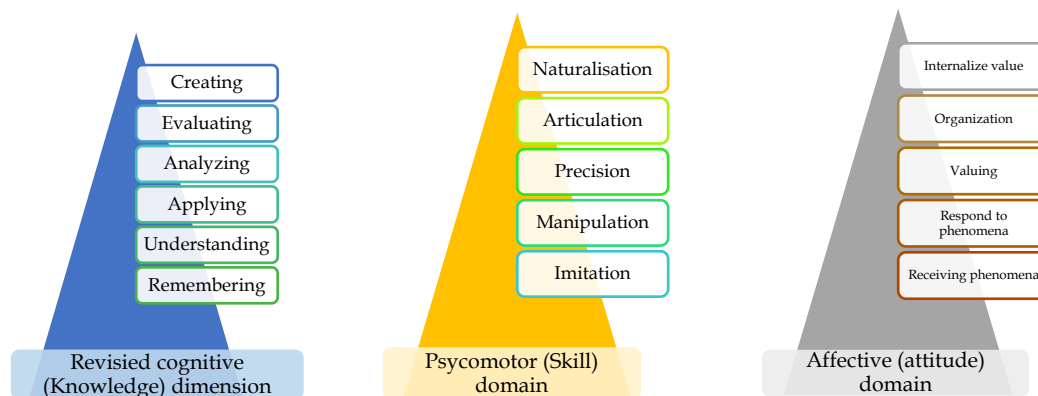 Creating
Evaluating
Analyzing
Applying
Understanding
Remembering
Revisied cognitive
(Knowledge) dimension
Naturalisation
Articulation
Precision
Manipulation
Imitation
Psycomotor (Skill)
domain
Internalize value
Organization
Valuing
Respond to
phenomena
Receiving phenomena
Affective (attitude)
domain